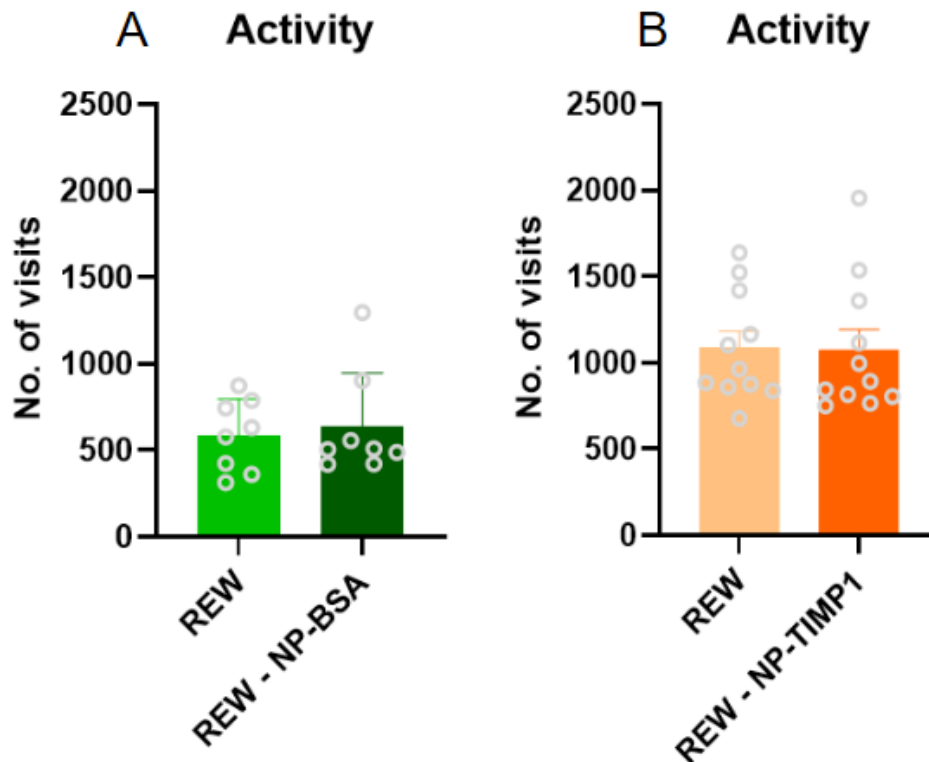 A Activity
No. of visits
2500
2000
1500
1000
500
0
REW
REW - NP-BSA
B Activity
No. of visits
2500
2000
1500
1000
500
0
REW
REW - NP-TIMP1